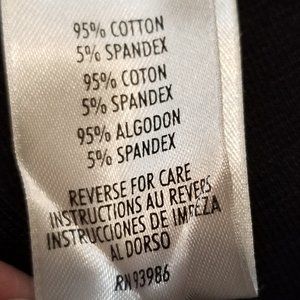 95% COTTON
5% SPANDEX
95% COTON
5% SPANDEX
95% ALGODON
5% SPANDEX
REVERSE FOR CARE
INSTRUCTIONS AU REVERS
INSTRUCCIONES DE IMPEZA
AL DORSO
RN93986